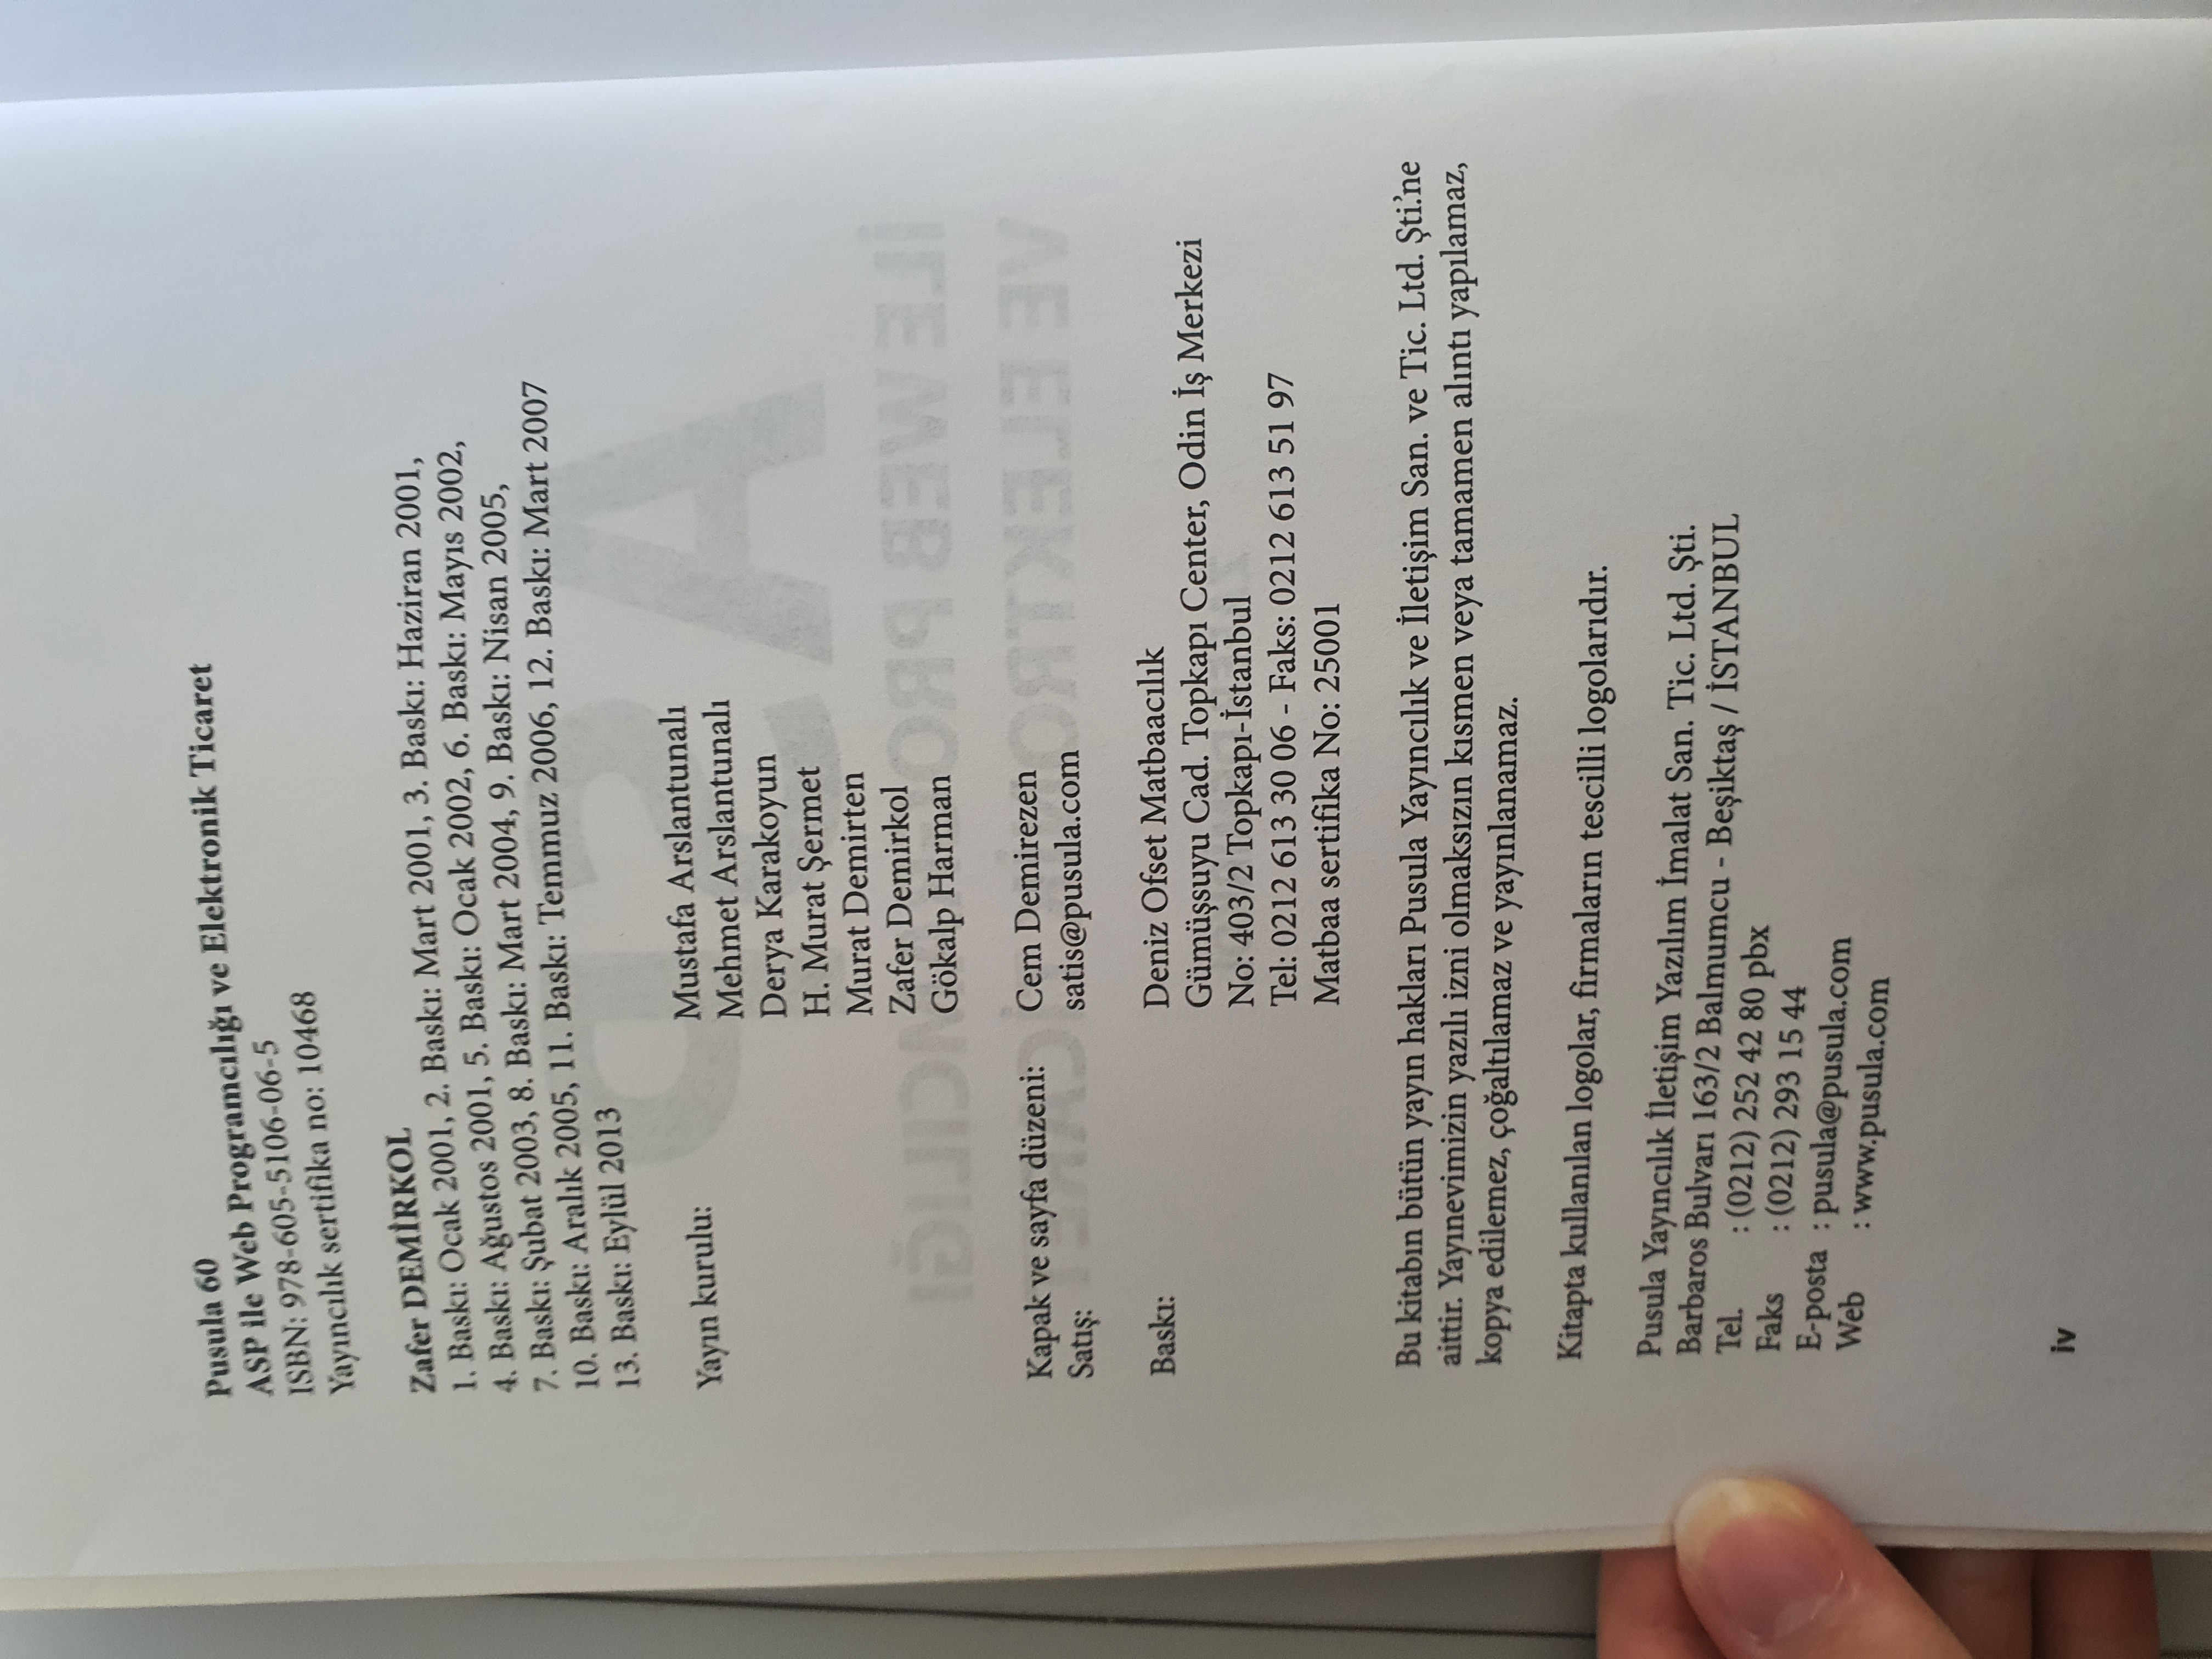 Pusula 60
ASP ile Web Programcılığı ve Elektronik Ticaret
ISBN: 978-605-5106-06-5
Yayıncılık sertifika no: 10468
Zafer DEMİRKOL
1. Baskı: Ocak 2001, 2. Baskı: Mart 2001, 3. Baskı: Haziran 2001,
4. Baskı: Ağustos 2001, 5. Baskı: Ocak 2002, 6. Baskı: Mayıs 2002,
7. Baskı: Şubat 2003, 8. Baskı: Mart 2004, 9. Baskı: Nisan 2005,
10. Baskı: Aralık 2005, 11. Baskı: Temmuz 2006, 12. Baskı: Mart 2007
13. Baskı: Eylül 2013
Yayın kurulu: Mustafa Arslantunalı
Mehmet Arslantunalı
Derya Karakoyun
H. Murat Şermet
Murat Demirten
Zafer Demirkol
Gökalp Harman
Kapak ve sayfa düzeni: Cem Demirezen
Satış: satis@pusula.com
Baskı: Deniz Ofset Matbaacılık
Gümüşsuyu Cad. Topkapı Center, Odin İş Merkezi
No: 403/2 Topkapı-İstanbul
Tel: 0212 613 30 06 - Faks: 0212 613 51 97
Matbaa sertifika No: 25001
Bu kitabın bütün yayın hakları Pusula Yayıncılık ve İletişim San. ve Tic. Ltd. Şti.'ne
aittir. Yayınevimizin yazılı izni olmaksızın kısmen veya tamamen alıntı yapılamaz,
kopya edilemez, çoğaltılamaz ve yayınlanamaz.
Kitapta kullanılan logolar, firmaların tescilli logolarıdır.
Pusula Yayıncılık İletişim Yazılım İmalat San. Tic. Ltd. Şti.
Barbaros Bulvarı 163/2 Balmumcu - Beşiktaş / İSTANBUL
Tel. : (0212) 252 42 80 pbx
Faks : (0212) 293 15 44
E-posta : pusula@pusula.com
Web : www.pusula.com
iv